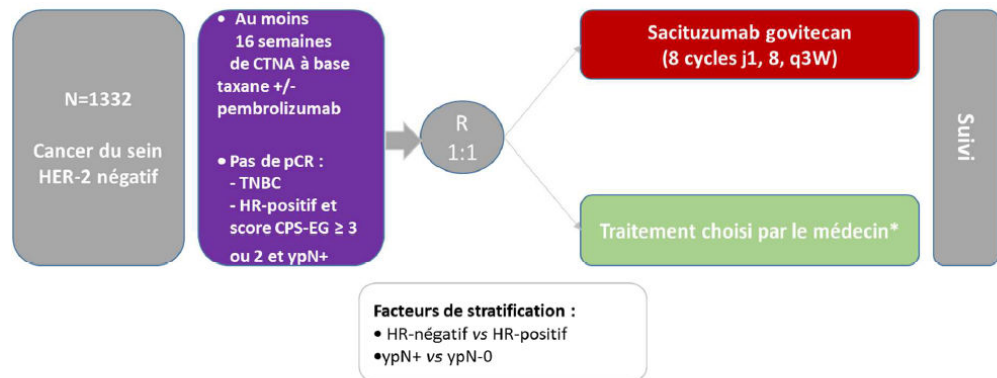 N=1332
Cancer du sein
HER-2 négatif
• Au moins
16 semaines
de CTNA à base
taxane +/-
pembrolizumab
• Pas de pCR :
- TNBC
- HR-positif et
score CPS-EG ≥ 3
ou 2 et ypN+
R
1:1
Sacituzumab govitecan
(8 cycles j1, 8, q3W)
Traitement choisi par le médecin*
Suivi
Facteurs de stratification :
• HR-négatif vs HR-positif
•ypN+ vs ypN-0